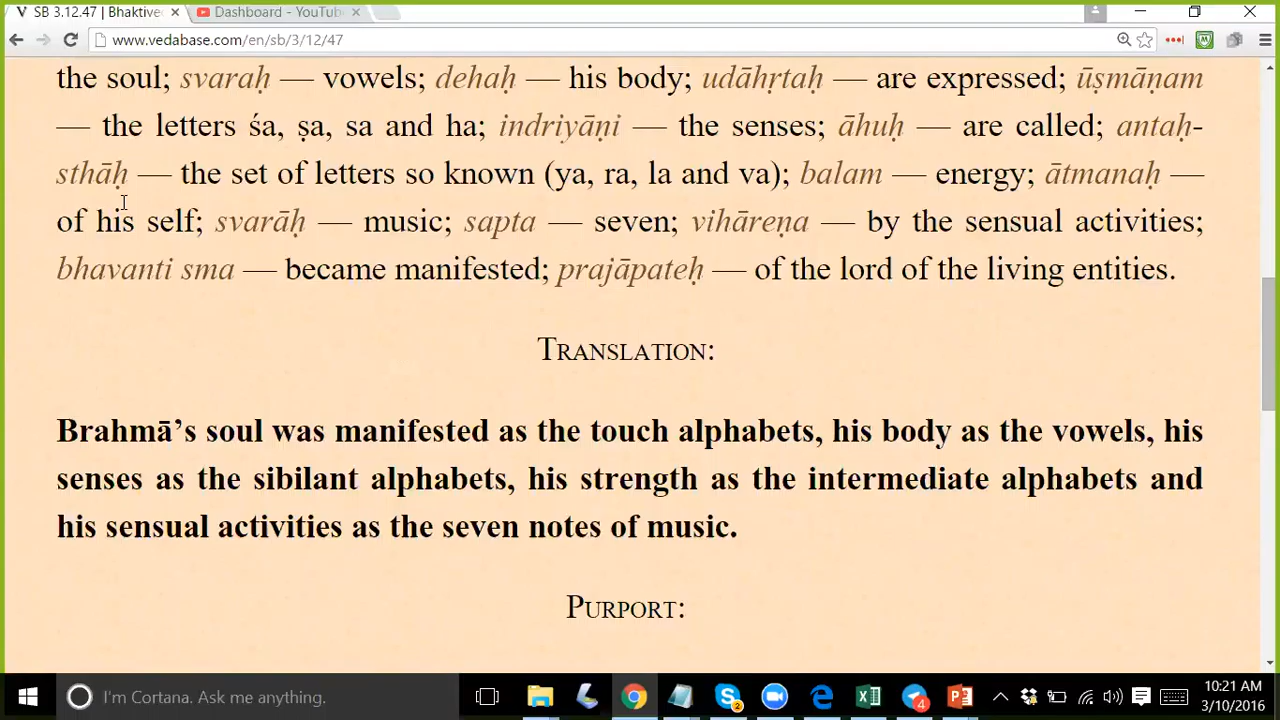 SB 3.12.47 | Bhaktived
Dashboard - YouTube
www.vedabase.com/en/sb/3/12/47
the soul; svaraḥ — vowels; dehaḥ — his body; udāhṛtaḥ — are expressed; ūṣmāṇam
— the letters śa, ṣa, sa and ha; indriyāṇi — the senses; āhuḥ — are called; antaḥ-
sthāḥ — the set of letters so known (ya, ra, la and va); balam — energy; ātmanaḥ —
of his self; svarāḥ — music; sapta — seven; vihāreṇa — by the sensual activities;
bhavanti sma — became manifested; prajāpateḥ — of the lord of the living entities.
TRANSLATION:
Brahmā’s soul was manifested as the touch alphabets, his body as the vowels, his
senses as the sibilant alphabets, his strength as the intermediate alphabets and
his sensual activities as the seven notes of music.
PURPORT:
I'm Cortana. Ask me anything.
2
4
10:21 AM
3/10/2016